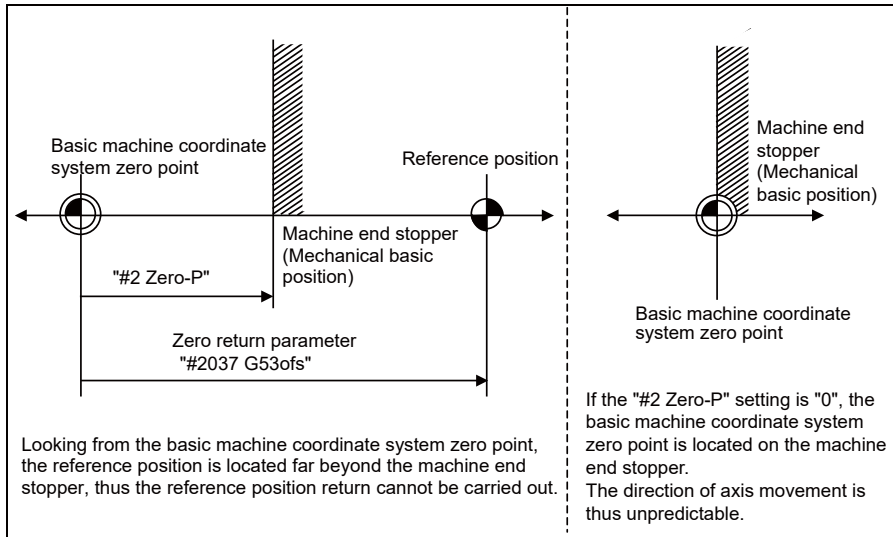 Basic machine coordinate
system zero point
Reference position
Machine end stopper
(Mechanical basic
position)
"#2 Zero-P"
Zero return parameter
"#2037 G53ofs"
Looking from the basic machine coordinate system zero point,
the reference position is located far beyond the machine end
stopper, thus the reference position return cannot be carried out.
Machine end
stopper
(Mechanical
basic position)
Basic machine coordinate
system zero point
If the "#2 Zero-P" setting is "0", the
basic machine coordinate system
zero point is located on the machine
end stopper.
The direction of axis movement is
thus unpredictable.